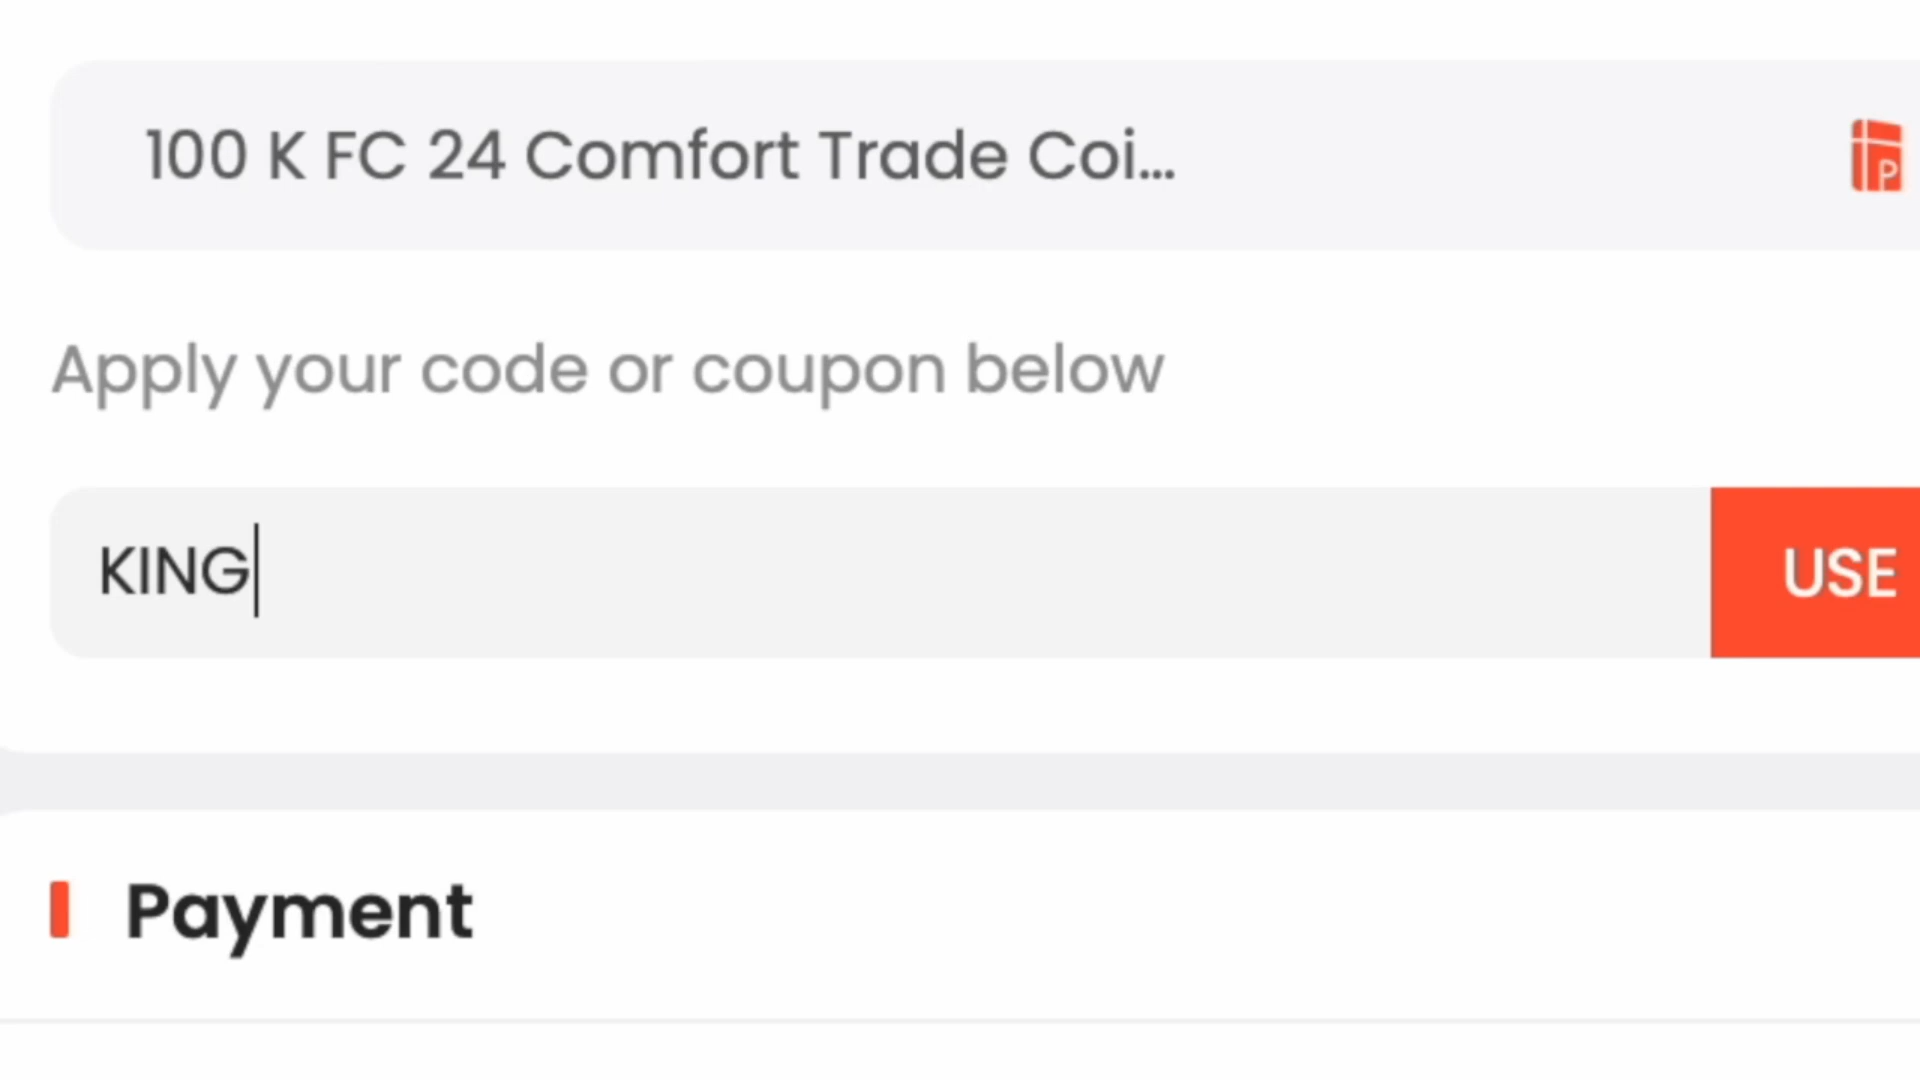 100 K FC 24 Comfort Trade Coi...
P
Apply your code or coupon below
KING
USE
Payment